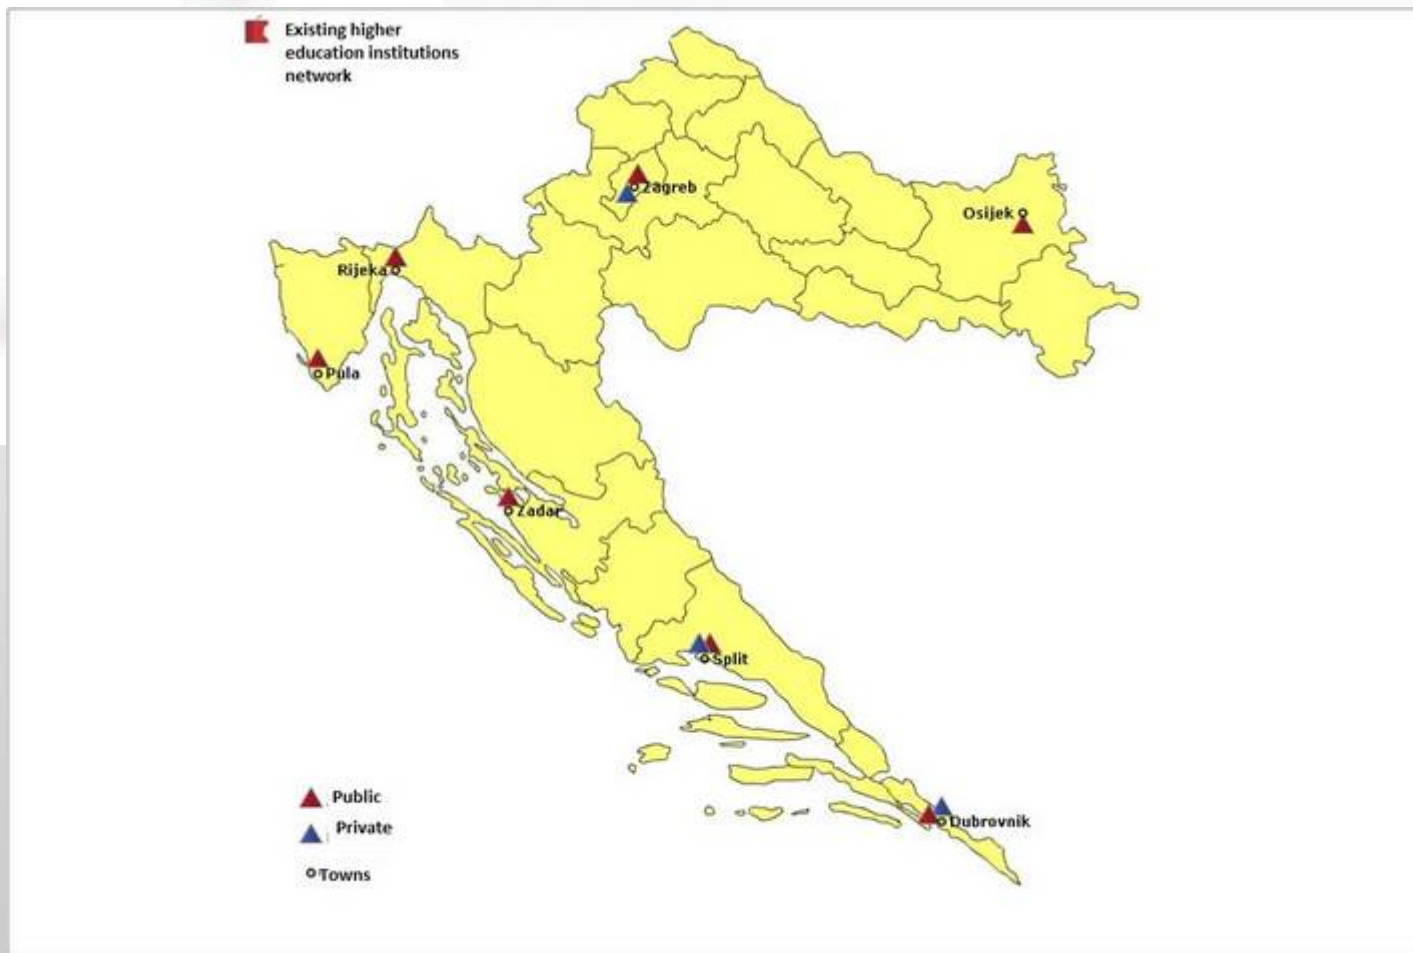 Existing higher
education institutions
network
Zagreb
Osijek
Rijeka
Pula
Zadar
Split
Dubrovnik
Public
Private
Towns